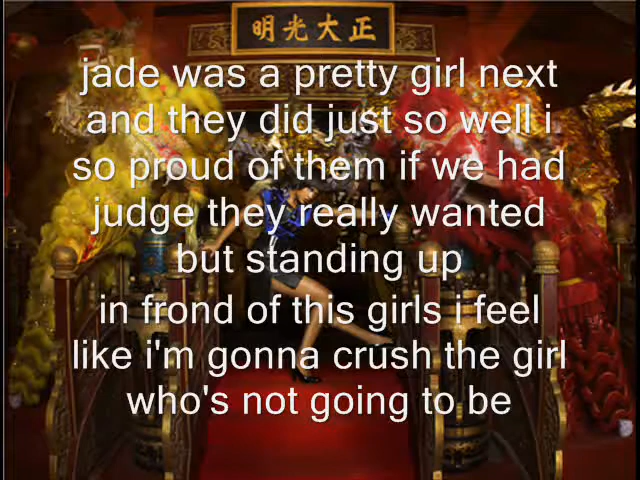 明光大正
jade was a pretty girl next
and they did just so well i
so proud of them if we had
judge they really wanted
but standing up
in frond of this girls i feel
like i'm gonna crush the girl
who's not going to be